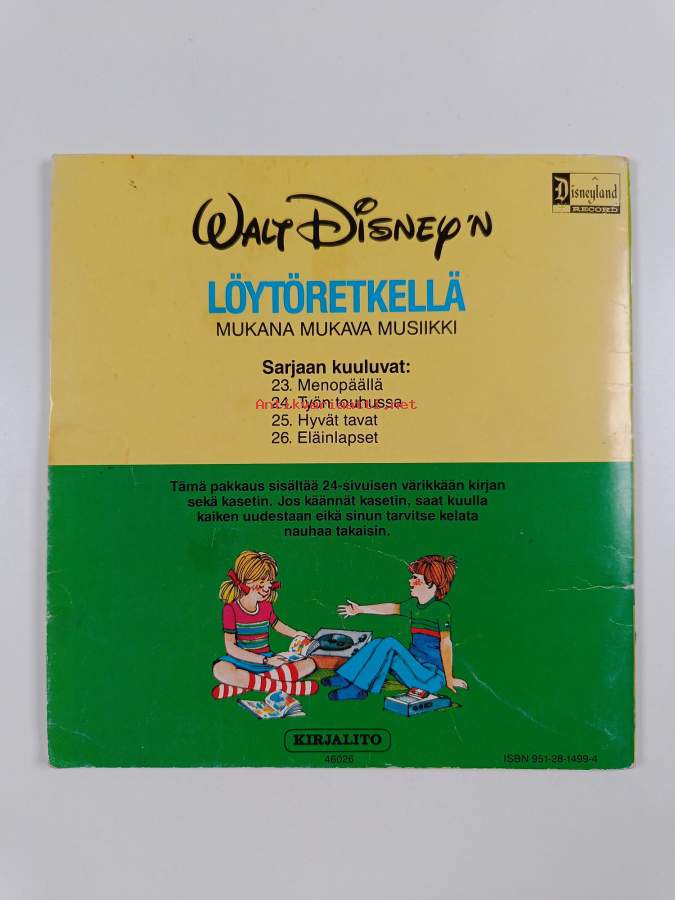 Disneyland
RECORD
WALT DISNEY'N
LÖYTÖRETKELLÄ
MUKANA MUKAVA MUSIIKKI
Sarjaan kuuluvat:
23. Menopäällä
24. Työn touhussa
Antikvariaatti.net
25. Hyvät tavat
26. Eläinlapset
Tämä pakkaus sisältää 24-sivuisen värikkään kirjan
sekä kasetin. Jos käännät kasetin, saat kuulla
kaiken uudestaan eikä sinun tarvitse kelata
nauhaa takaisin.
KIRJALITO
46026
ISBN 951-28-1499-4